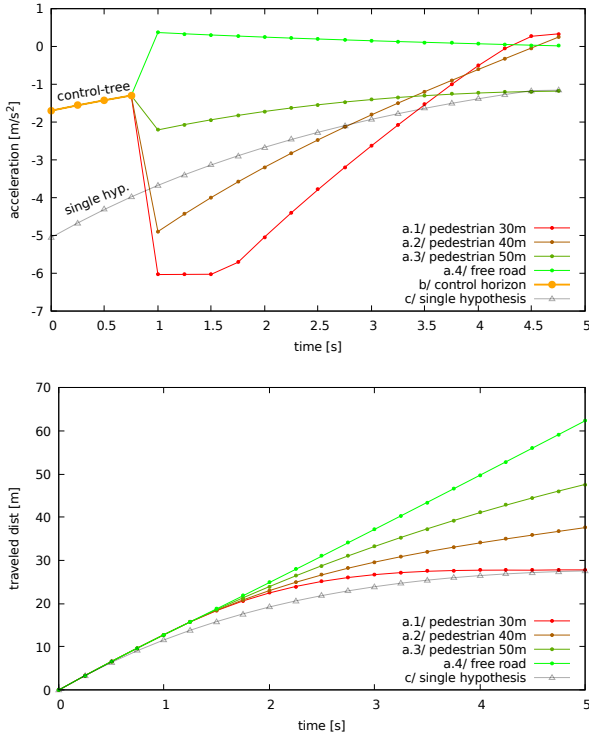 1
0
-1
-2
-3
-4
-5
-6
-7
acceleration [m/s²]
control-tree
single hyp.
a.1/ pedestrian 30m
a.2/ pedestrian 40m
a.3/ pedestrian 50m
a.4/ free road
b/ control horizon
c/ single hypothesis
0 0.5 1 1.5 2 2.5 3 3.5 4 4.5 5
time [s]
70
60
50
40
30
20
10
0
traveled dist [m]
a.1/ pedestrian 30m
a.2/ pedestrian 40m
a.3/ pedestrian 50m
a.4/ free road
c/ single hypothesis
0 1 2 3 4 5
time [s]